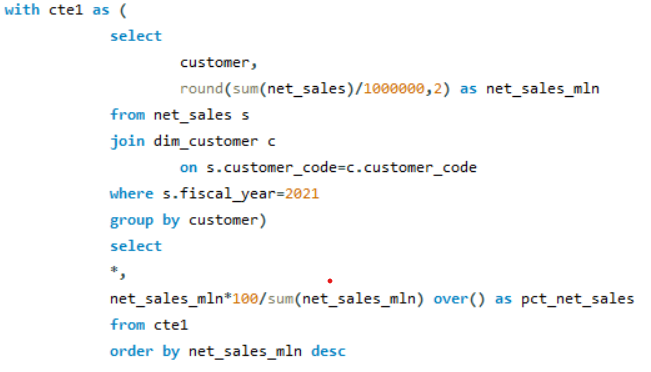 with cte1 as (
select
customer,
round(sum(net_sales)/1000000,2) as net_sales_mln
from net_sales s
join dim_customer c
on s.customer_code=c.customer_code
where s.fiscal_year=2021
group by customer)
select
*,
net_sales_mln*100/sum(net_sales_mln) over() as pct_net_sales
from cte1
order by net_sales_mln desc